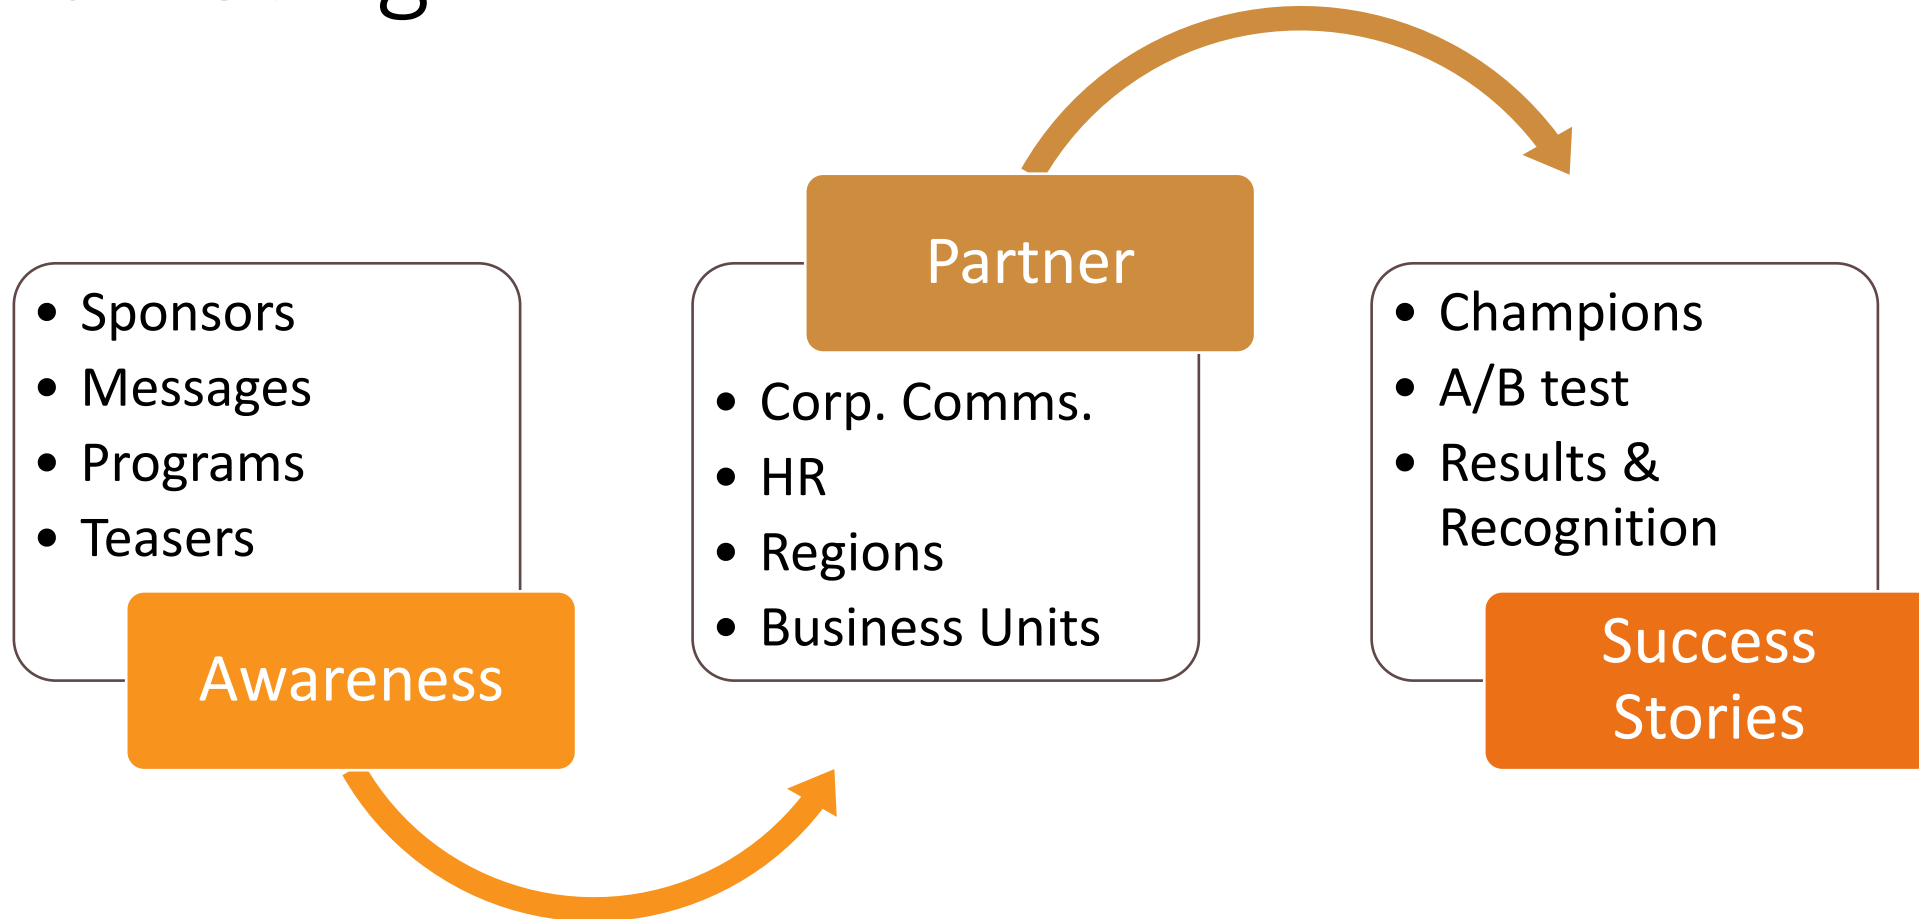 • Sponsors
• Messages
• Programs
• Teasers
Awareness
Partner
• Corp. Comms.
• HR
• Regions
• Business Units
• Champions
• A/B test
• Results &
Recognition
Success
Stories